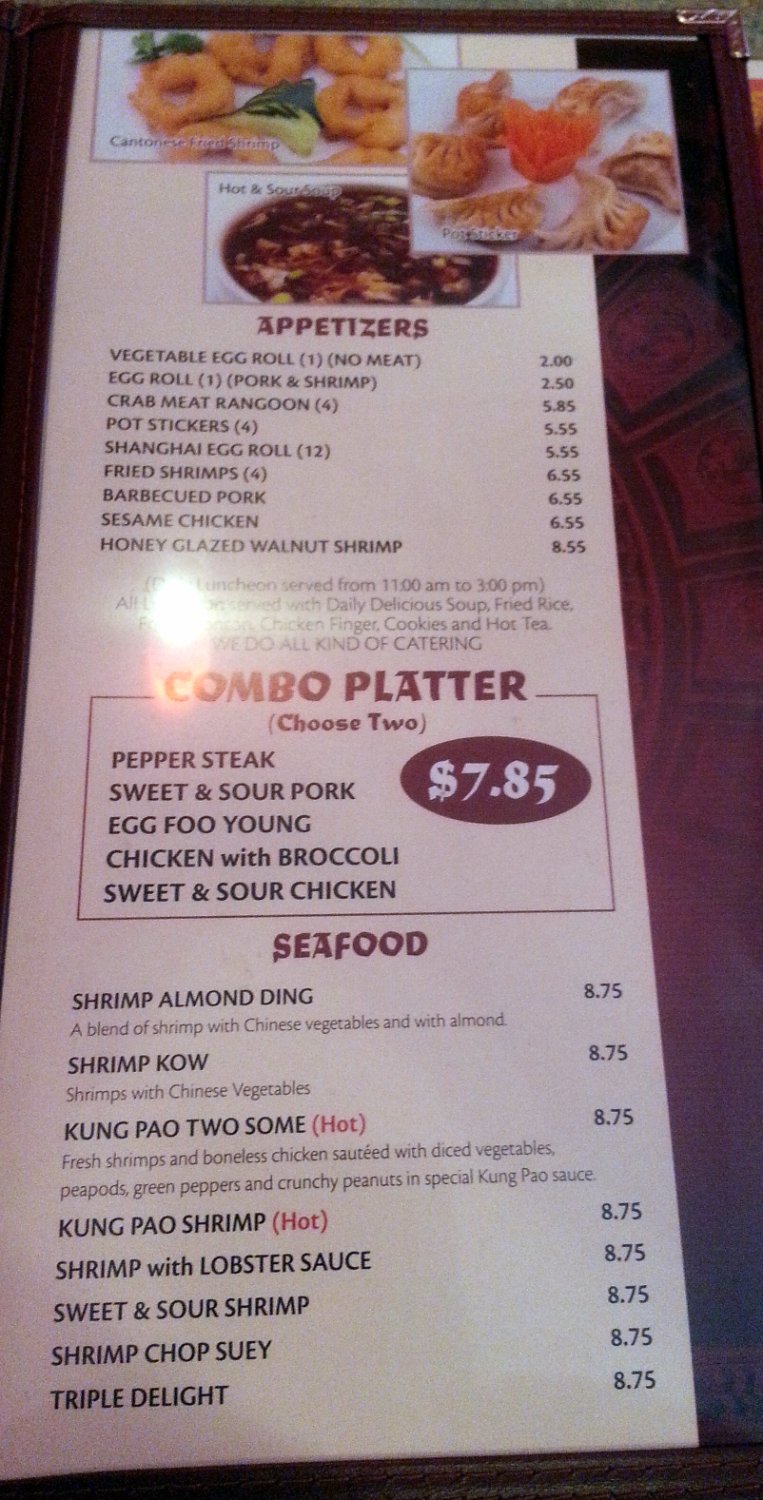 Cantonese Fried Shrimp
Hot & Sour Soup
Pot Sticker
APPETIZERS
VEGETABLE EGG ROLL (1) (NO MEAT) 2.00
EGG ROLL (1) (PORK & SHRIMP) 2.50
CRAB MEAT RANGOON (4) 5.85
POT STICKERS (4) 5.55
SHANGHAI EGG ROLL (12) 5.55
FRIED SHRIMPS (4) 6.55
BARBECUED PORK 6.55
SESAME CHICKEN 6.55
HONEY GLAZED WALNUT SHRIMP 8.55
Luncheon served from 11:00 am to 3:00 pm)
All served with Daily Delicious Soup, Fried Rice,
Chicken Finger, Cookies and Hot Tea.
WE DO ALL KIND OF CATERING
COMBO PLATTER
(Choose Two)
$7.85
PEPPER STEAK
SWEET & SOUR PORK
EGG FOO YOUNG
CHICKEN with BROCCOLI
SWEET & SOUR CHICKEN
SEAFOOD
SHRIMP ALMOND DING 8.75
A blend of shrimp with Chinese vegetables and with almond.
SHRIMP KOW 8.75
Shrimps with Chinese Vegetables
KUNG PAO TWO SOME (Hot) 8.75
Fresh shrimps and boneless chicken sautéed with diced vegetables,
peapods, green peppers and crunchy peanuts in special Kung Pao sauce.
KUNG PAO SHRIMP (Hot) 8.75
SHRIMP with LOBSTER SAUCE 8.75
SWEET & SOUR SHRIMP 8.75
SHRIMP CHOP SUEY 8.75
TRIPLE DELIGHT 8.75